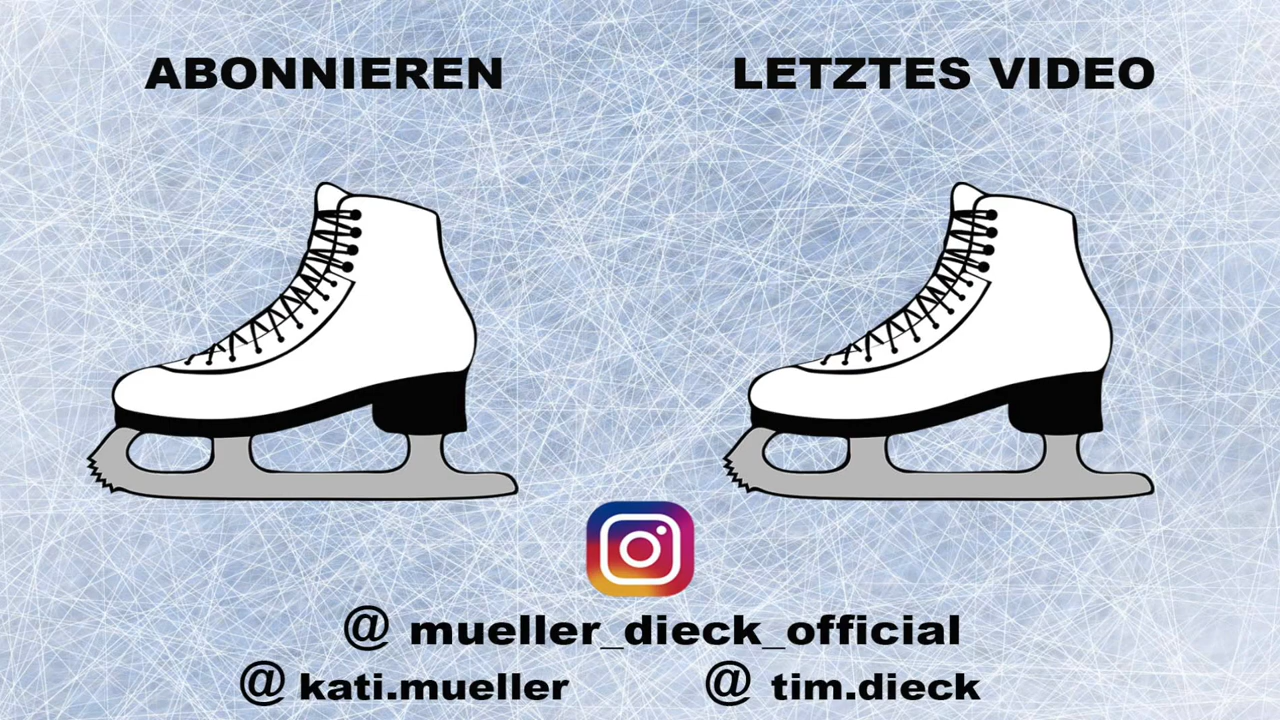 ABONNIEREN
LETZTES VIDEO
@ mueller_dieck_official
@ kati.mueller
@ tim.dieck